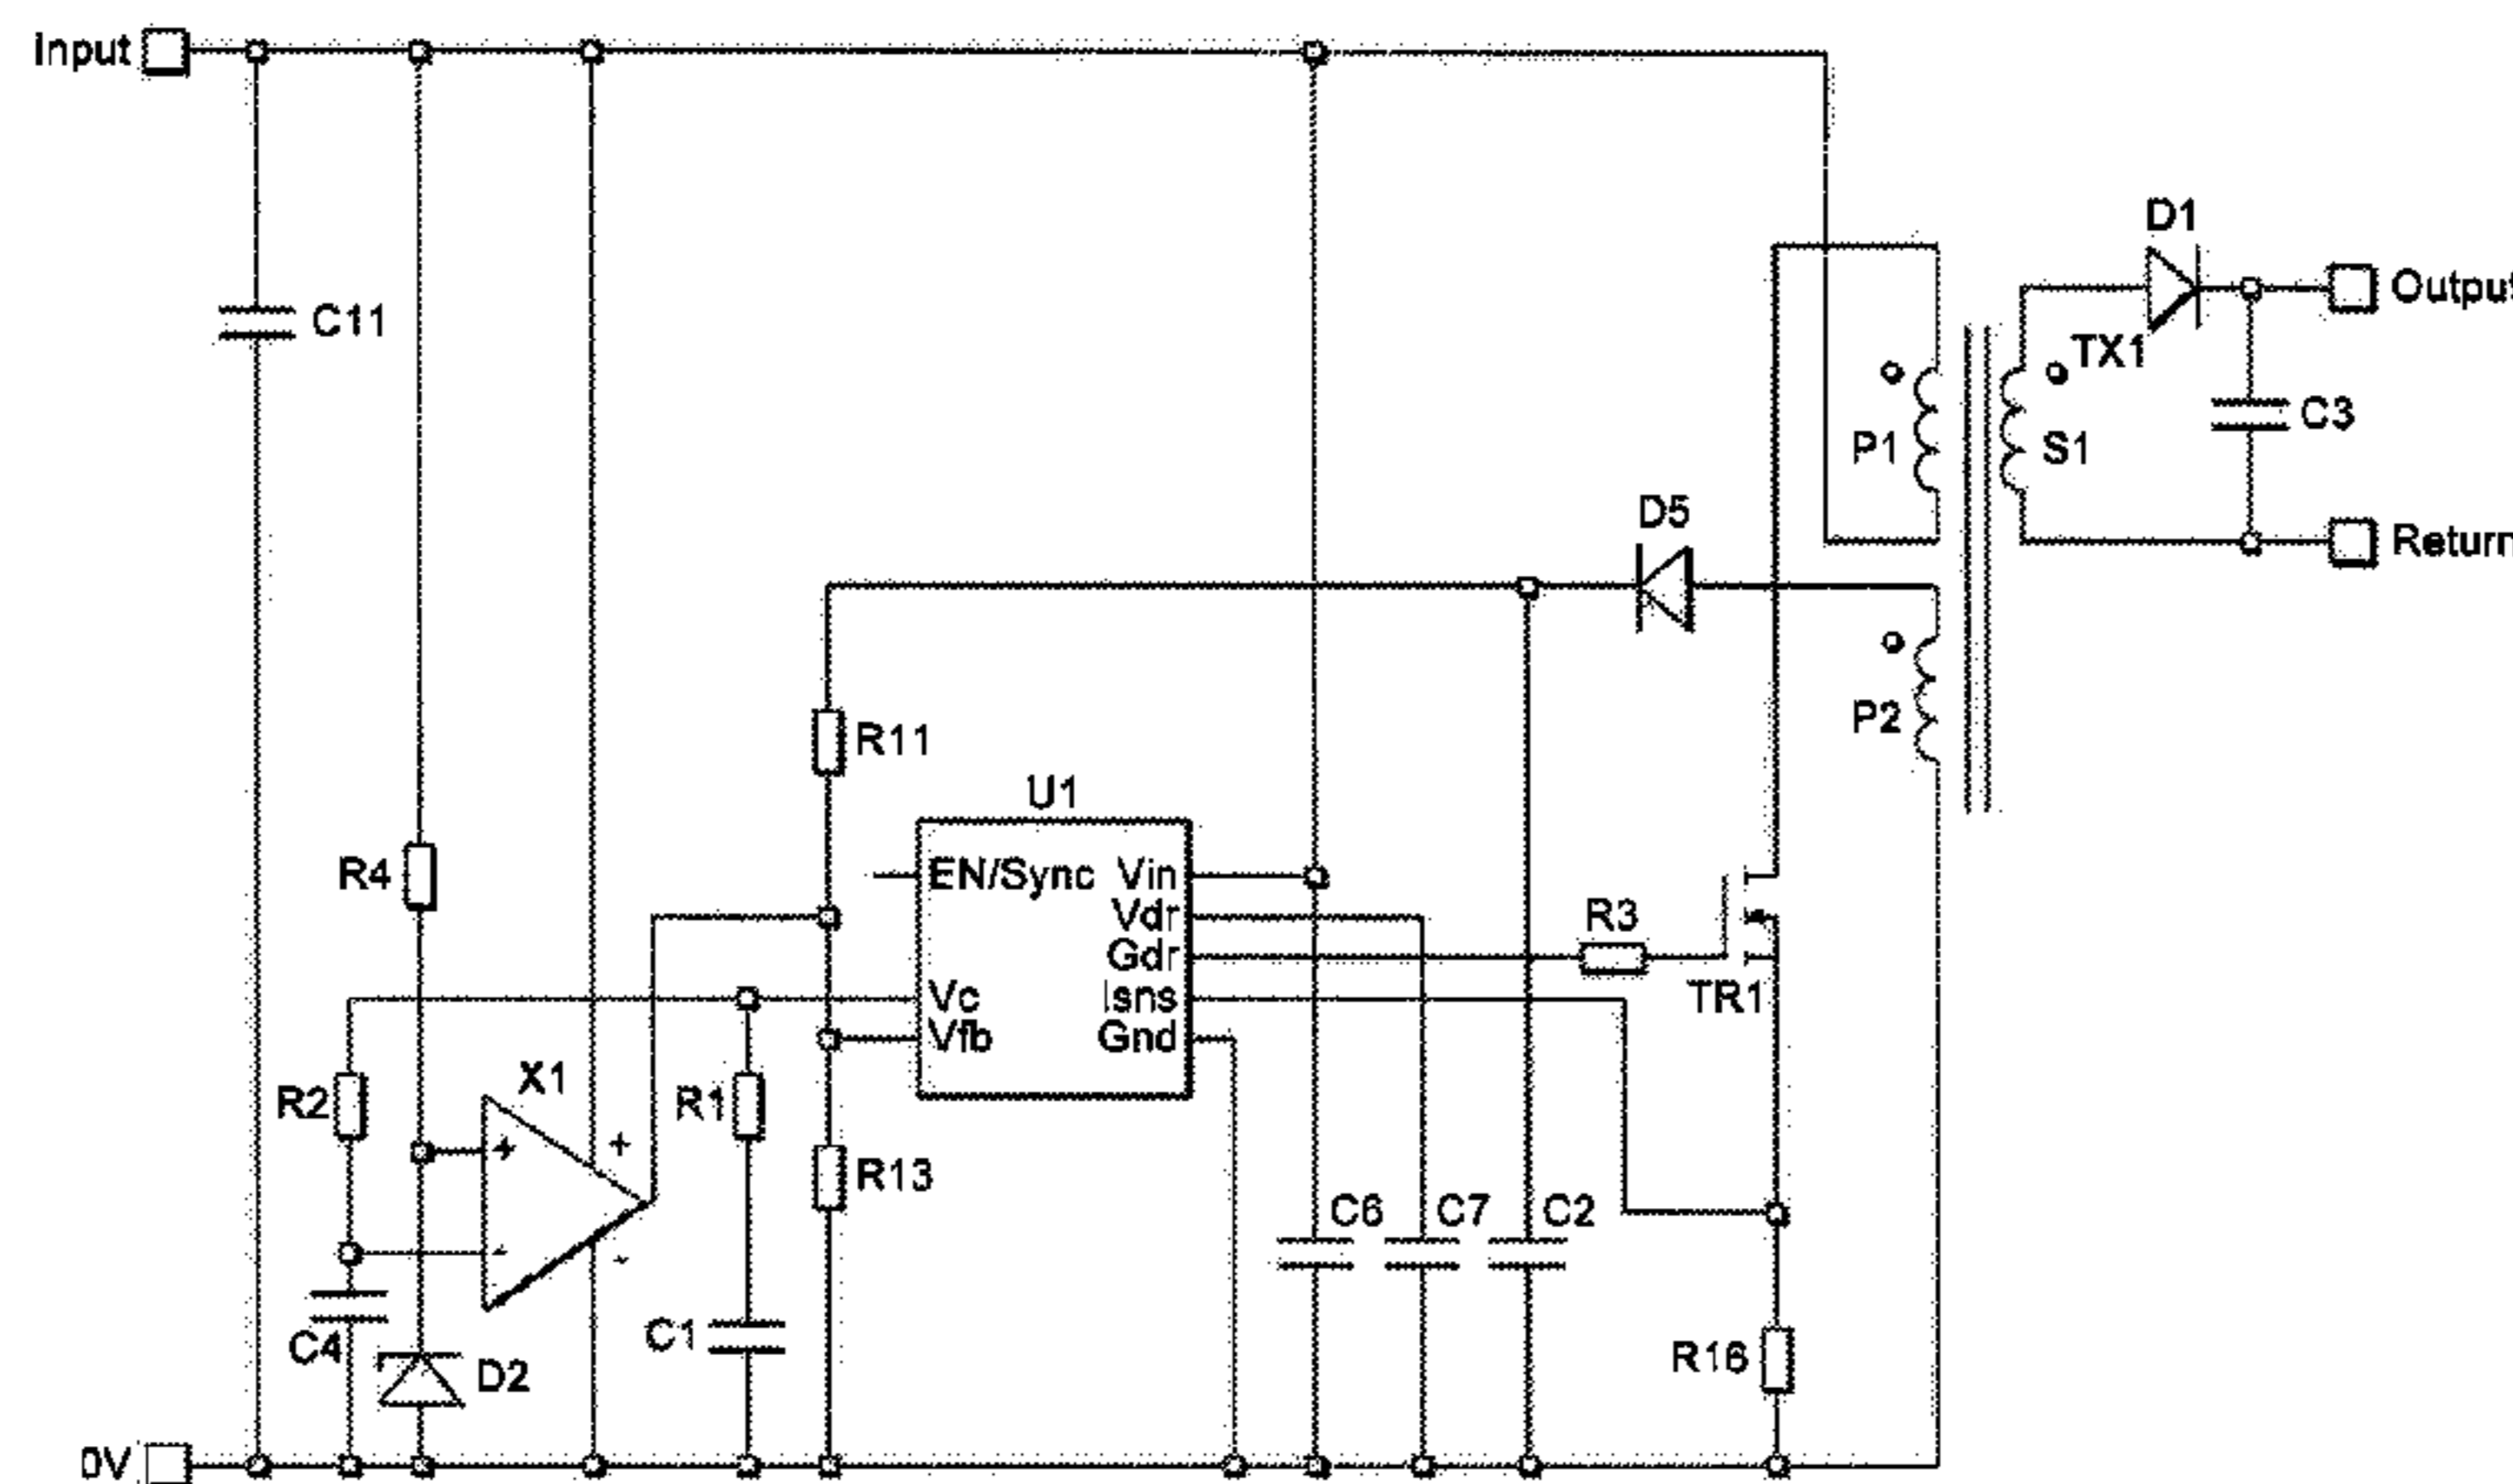 Input
D1
Output
TX1
C11
C3
P1
S1
D5
Return
P2
R11
U1
R4
EN/Sync Vin
Vdr
R3
Gdr
Vc
Isns
TR1
Vfb
Gnd
X1
R2
R1
+
+
R13
C6
C7
C2
-
-
C4
C1
D2
R16
0V